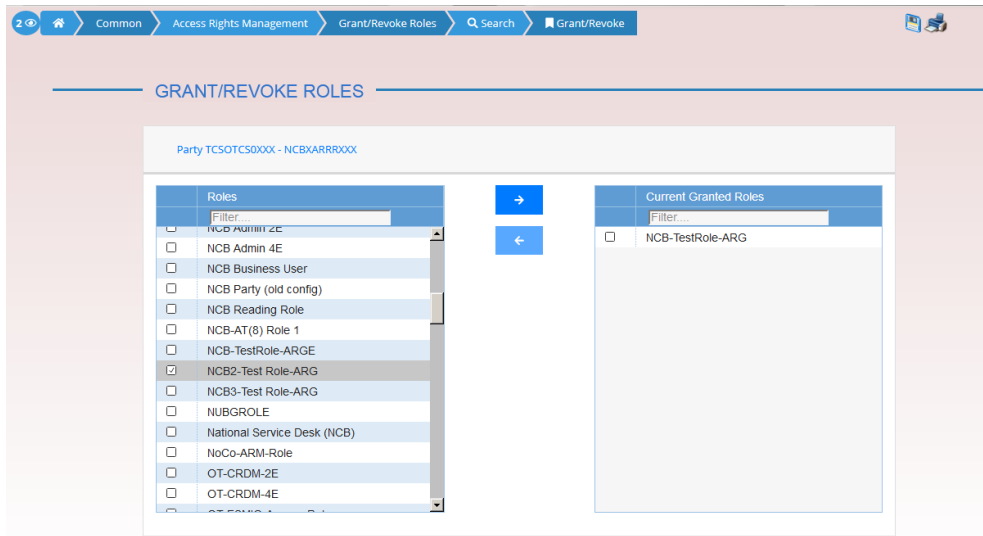 2
Common
Access Rights Management
Grant/Revoke Roles
Search
Grant/Revoke
GRANT/REVOKE ROLES
Party TCSOTCS0XXX - NCBXARRRXXX
Roles
Filter....
NCB Admin 2E
NCB Admin 4E
NCB Business User
NCB Party (old config)
NCB Reading Role
NCB-AT(8) Role 1
NCB-TestRole-ARGE
NCB2-Test Role-ARG
NCB3-Test Role-ARG
NUBGROLE
National Service Desk (NCB)
NoCo-ARM-Role
OT-CRDM-2E
OT-CRDM-4E
Current Granted Roles
Filter....
NCB-TestRole-ARG